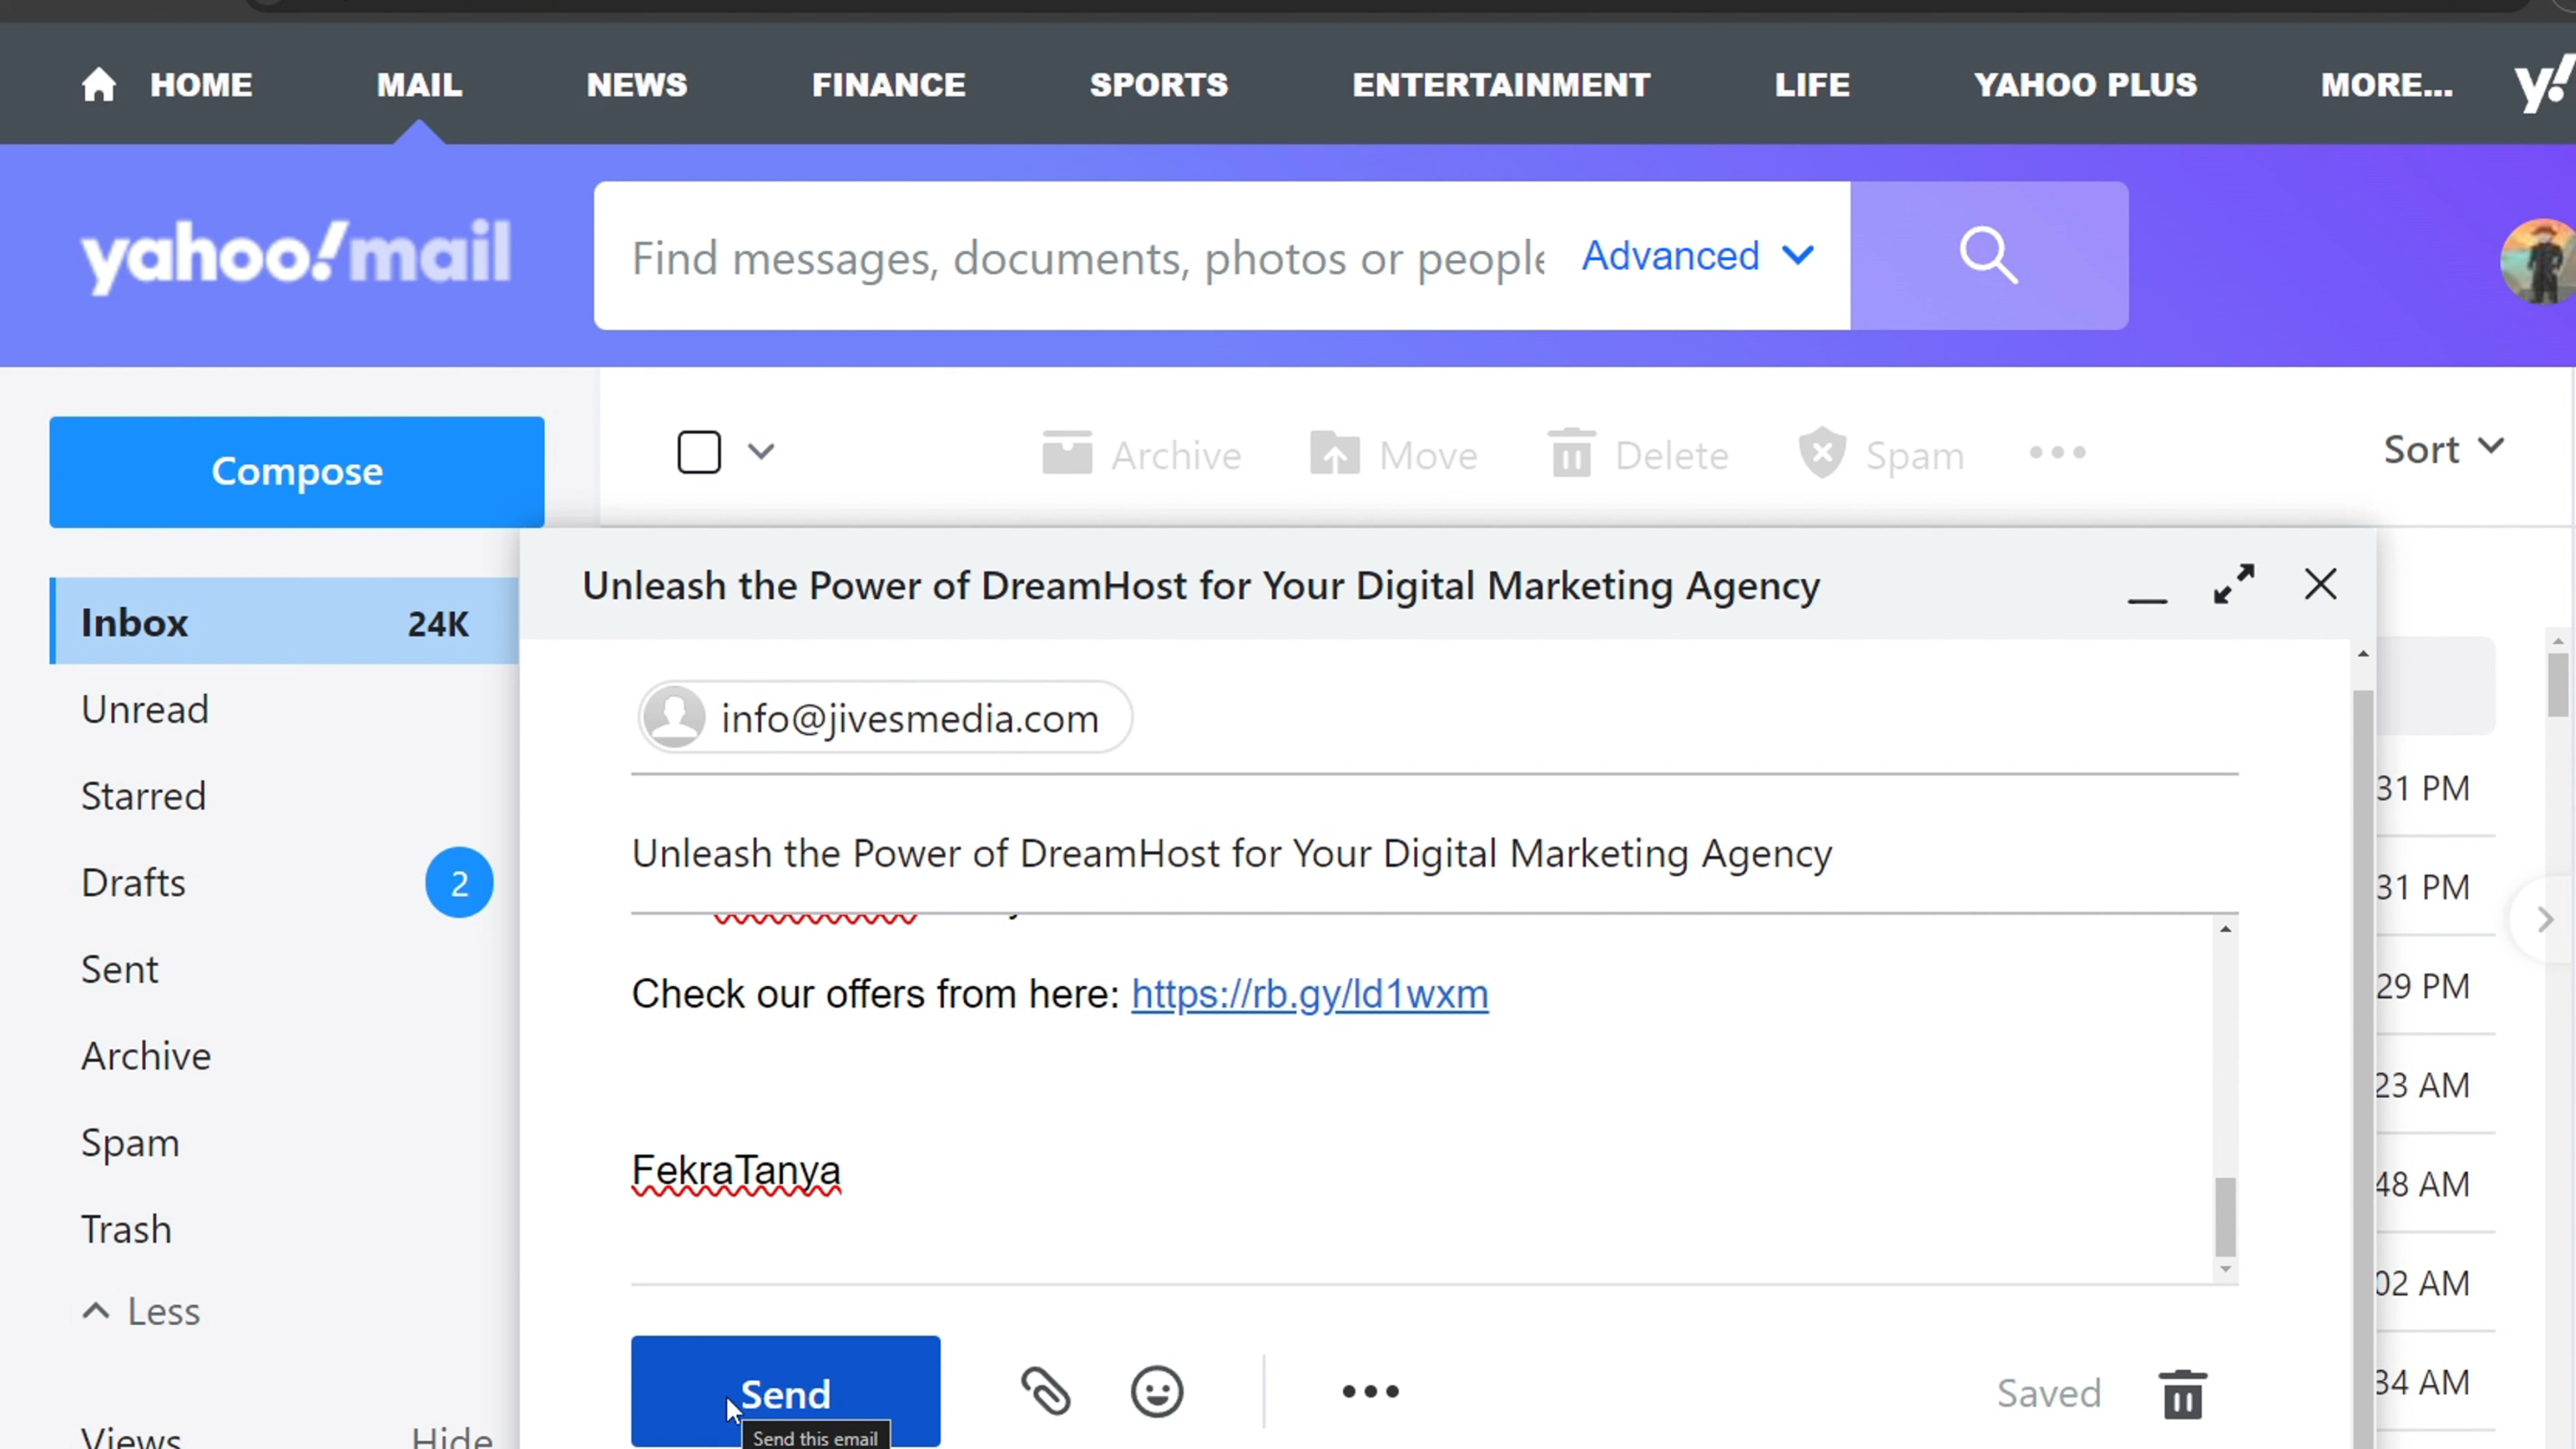 HOME MAIL NEWS FINANCE SPORTS ENTERTAINMENT LIFE YAHOO PLUS MORE... y!
yahoo!mail Find messages, documents, photos or people Advanced
Compose Archive Move Delete Spam Sort
Unleash the Power of DreamHost for Your Digital Marketing Agency
Inbox 24K
info@jivesmedia.com
Unread
Starred 31 PM
Unleash the Power of DreamHost for Your Digital Marketing Agency
Drafts 2 31 PM
Sent Check our offers from here: https://rb.gy/ld1wxm 29 PM
Archive 23 AM
Spam FekraTanya 48 AM
Trash
Less 02 AM
Send Saved 34 AM
Views Hide Send this email